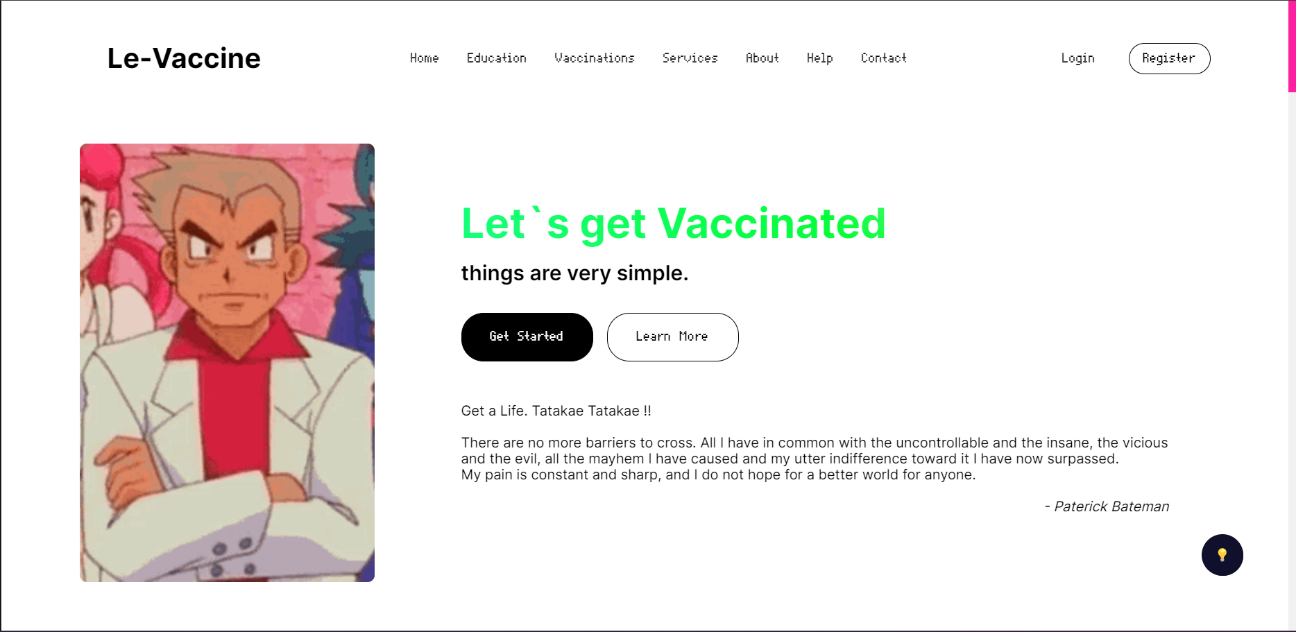 Le-Vaccine
Home Education Vaccinations Services About Help Contact
Login Register
Let`s get Vaccinated
things are very simple.
Get Started Learn More
Get a Life. Tatakae Tatakae !!
There are no more barriers to cross. All I have in common with the uncontrollable and the insane, the vicious
and the evil, all the mayhem I have caused and my utter indifference toward it I have now surpassed.
My pain is constant and sharp, and I do not hope for a better world for anyone.
- Paterick Bateman